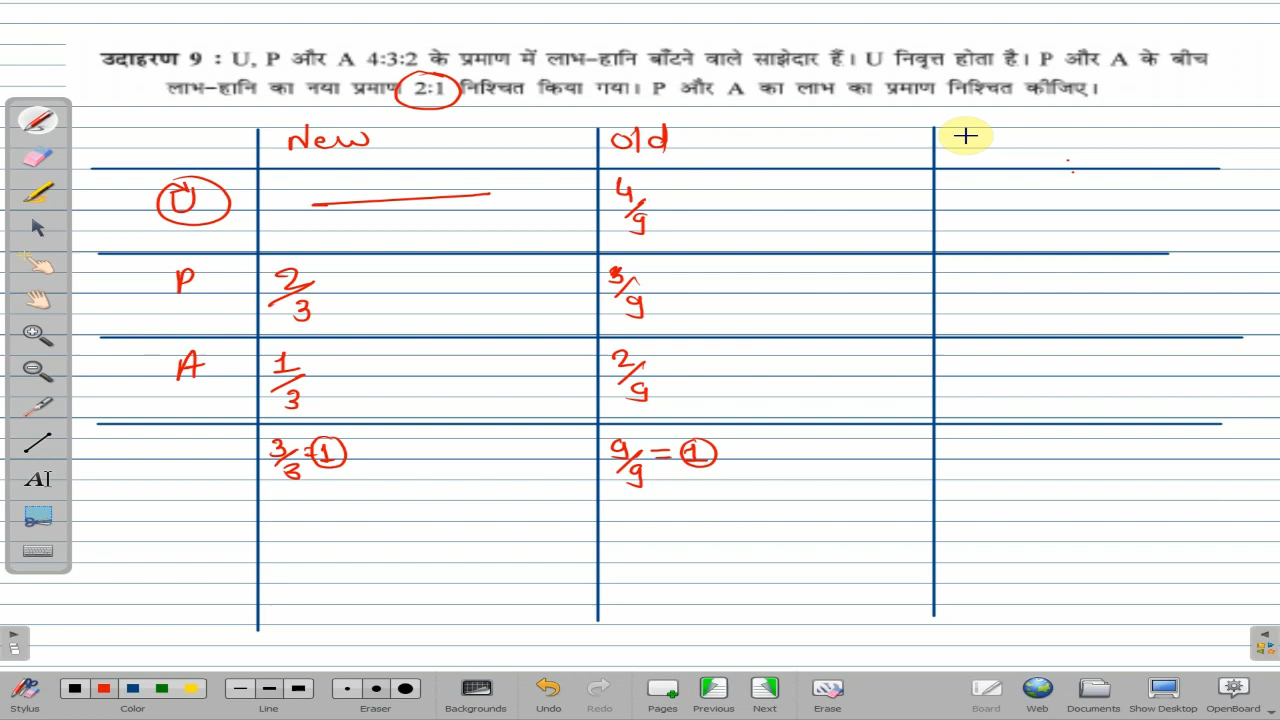 उदाहरण 9 : U, P और A 4:3:2 के प्रमाण में लाभ-हानि बाँटने वाले साझेदार हैं। U निवृत्त होता है। P और A के बीच
लाभ-हानि का नया प्रमाण 2:1 निश्चित किया गया। P और A का लाभ का प्रमाण निश्चित कीजिए।
New Old
U 4/9
P 2/3 3/9
A 1/3 2/9
3/3 = 1 9/9 = 1
AI
Stylus Color Line Eraser Backgrounds Undo Redo Pages Previous Next Erase Board Web Documents Show Desktop OpenBoard